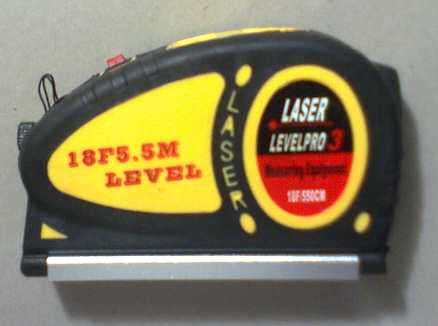 18F5.5M
LEVEL
LASER
LASER
LEVELPRO 3
Measuring Equipment
18F/550CM